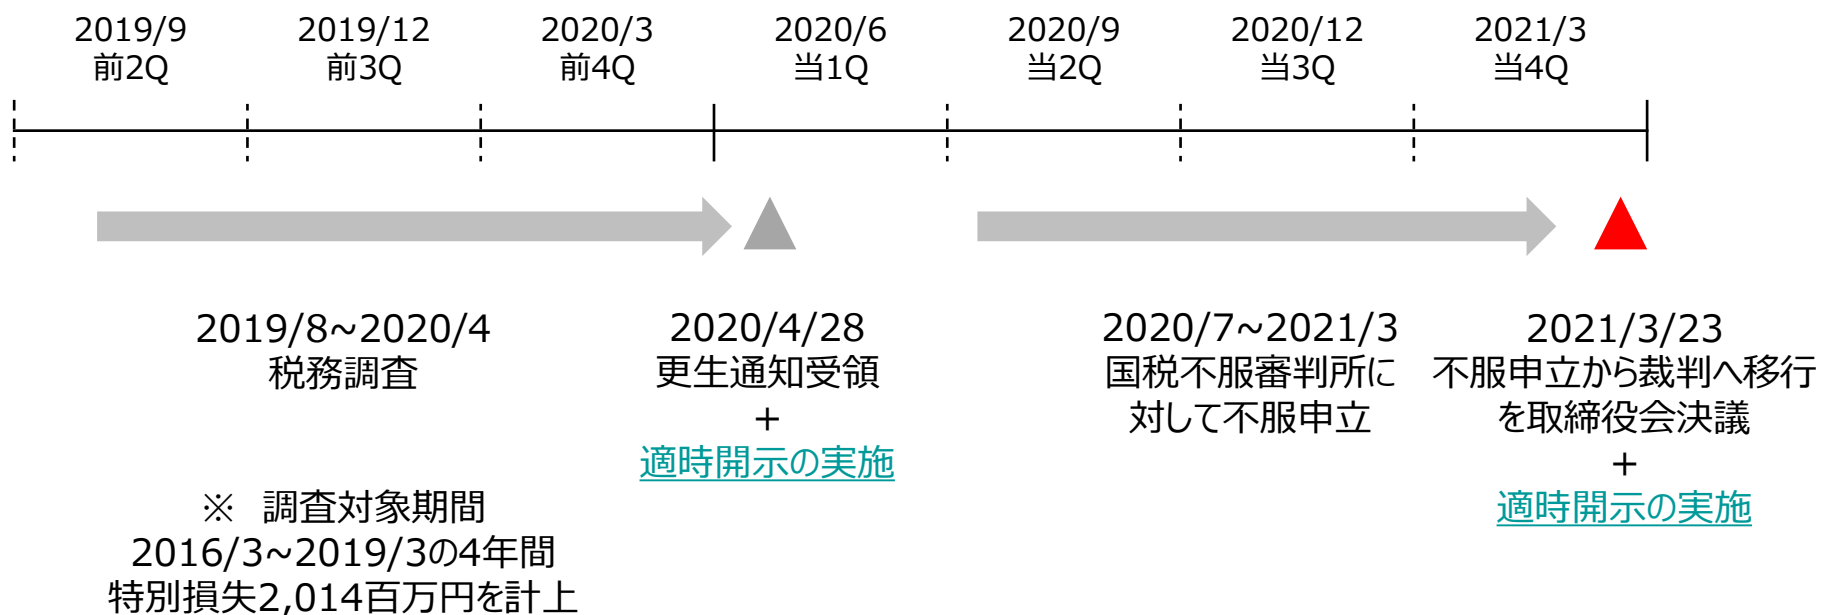 2019/9
前2Q
2019/12
前3Q
2020/3
前4Q
2020/6
当1Q
2020/9
当2Q
2020/12
当3Q
2021/3
当4Q
2019/8~2020/4
税務調査
※ 調査対象期間
2016/3~2019/3の4年間
特別損失2,014百万円を計上
2020/4/28
更生通知受領
+
適時開示の実施
2020/7~2021/3
国税不服審判所に
対して不服申立
2021/3/23
不服申立から裁判へ移行
を取締役会決議
+
適時開示の実施